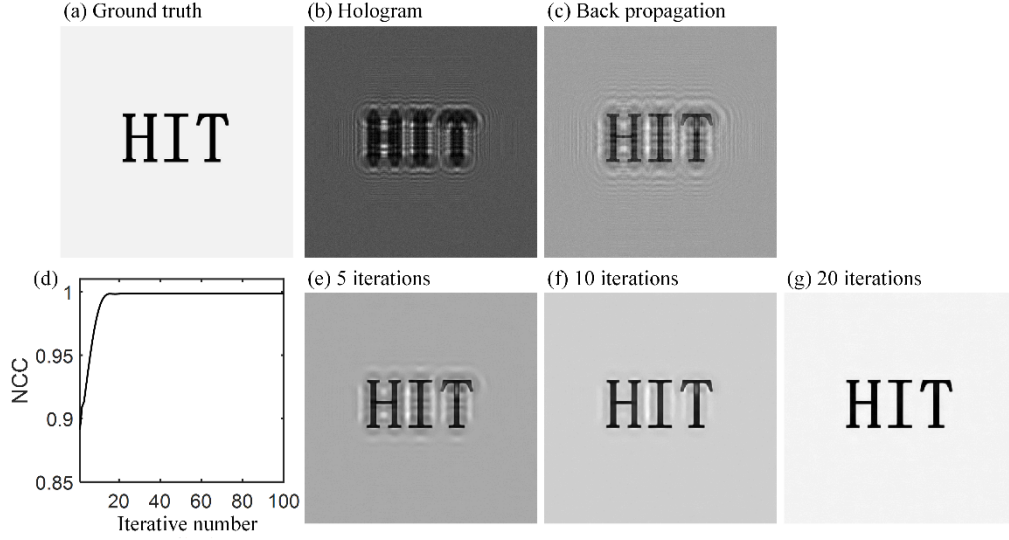 (a) Ground truth
(b) Hologram
(c) Back propagation
HIT
HIT
HIT
(d)
(e) 5 iterations
(f) 10 iterations
(g) 20 iterations
1
0.95
0.9
0.85
NCC
20 40 60 80 100
Iterative number
HIT
HIT
HIT